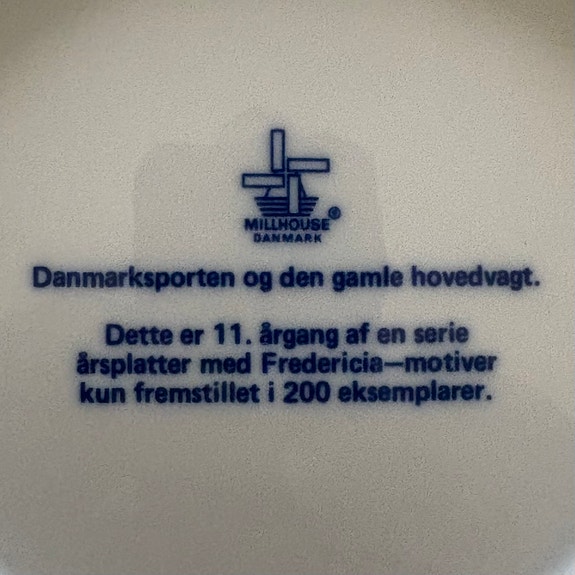 MILLHOUSE®
DANMARK
Danmarksporten og den gamle hovedvagt.
Dette er 11. årgang af en serie
årsplatter med Fredericia—motiver
kun fremstillet i 200 eksemplarer.